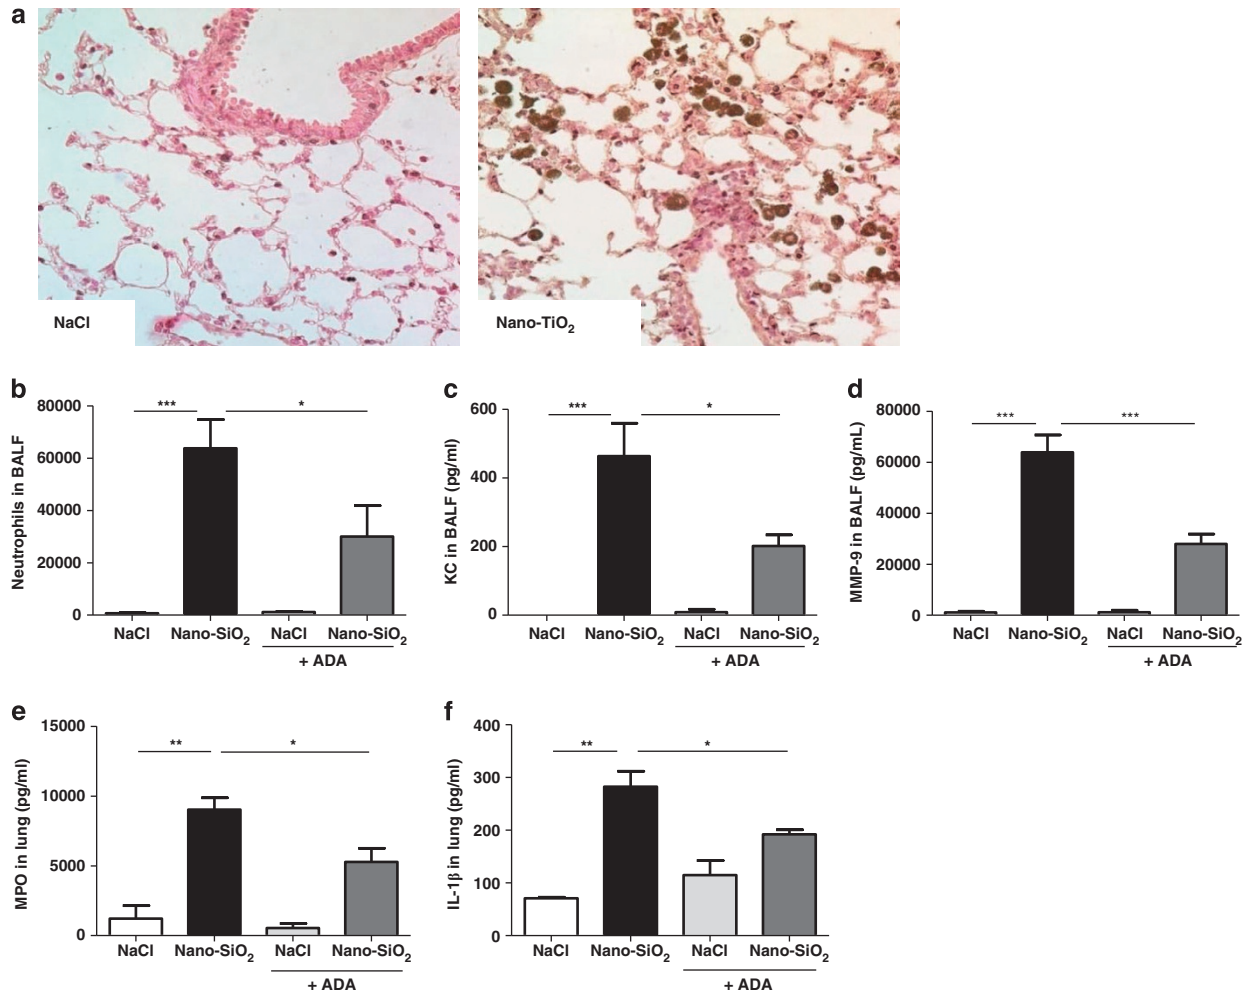 a
NaCl
Nano-TiO2
b
Neutrophils in BALF
80000
60000
40000
20000
0
***
*
NaCl
Nano-SiO2
NaCl
Nano-SiO2
+ ADA
c
KC in BALF (pg/ml)
600
400
200
0
***
*
NaCl
Nano-SiO2
NaCl
Nano-SiO2
+ ADA
d
MMP-9 in BALF (pg/mL)
80000
60000
40000
20000
0
***
***
NaCl
Nano-SiO2
NaCl
Nano-SiO2
+ ADA
e
MPO in lung (pg/ml)
15000
10000
5000
0
**
*
NaCl
Nano-SiO2
NaCl
Nano-SiO2
+ ADA
f
IL-1β in lung (pg/ml)
400
300
200
100
0
**
*
NaCl
Nano-SiO2
NaCl
Nano-SiO2
+ ADA